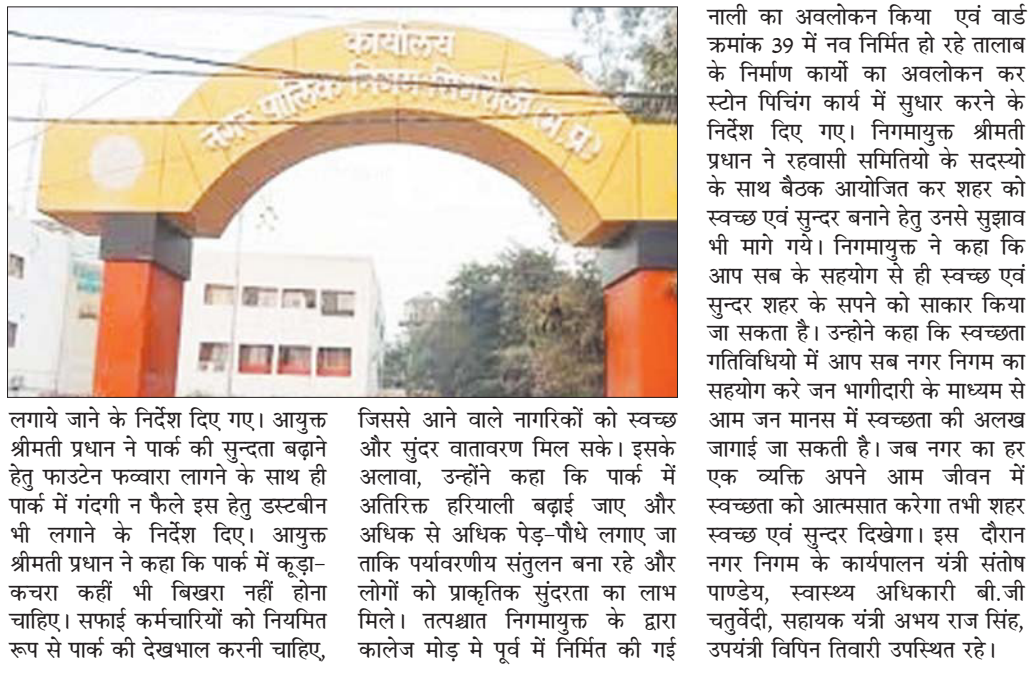 कार्यालय
नगर पालिक निगम सिंगरौली (म.प्र)
लगाये जाने के निर्देश दिए गए। आयुक्त
श्रीमती प्रधान ने पार्क की सुन्दता बढ़ाने
हेतु फाउटेन फव्वारा लागने के साथ ही
पार्क में गंदगी न फैले इस हेतु डस्टबीन
भी लगाने के निर्देश दिए। आयुक्त
श्रीमती प्रधान ने कहा कि पार्क में कूड़ा-
कचरा कहीं भी बिखरा नहीं होना
चाहिए। सफाई कर्मचारियों को नियमित
रूप से पार्क की देखभाल करनी चाहिए,
जिससे आने वाले नागरिकों को स्वच्छ
और सुंदर वातावरण मिल सके। इसके
अलावा, उन्होंने कहा कि पार्क में
अतिरिक्त हरियाली बढ़ाई जाए और
अधिक से अधिक पेड़-पौधे लगाए जा
ताकि पर्यावरणीय संतुलन बना रहे और
लोगों को प्राकृतिक सुंदरता का लाभ
मिले। तत्पश्चात निगमायुक्त के द्वारा
कालेज मोड़ मे पूर्व में निर्मित की गई
नाली का अवलोकन किया एवं वार्ड
क्रमांक 39 में नव निर्मित हो रहे तालाब
के निर्माण कार्यो का अवलोकन कर
स्टोन पिचिंग कार्य में सुधार करने के
निर्देश दिए गए। निगमायुक्त श्रीमती
प्रधान ने रहवासी समितियो के सदस्यो
के साथ बैठक आयोजित कर शहर को
स्वच्छ एवं सुन्दर बनाने हेतु उनसे सुझाव
भी मागे गये। निगमायुक्त ने कहा कि
आप सब के सहयोग से ही स्वच्छ एवं
सुन्दर शहर के सपने को साकार किया
जा सकता है। उन्होने कहा कि स्वच्छता
गतिविधियो में आप सब नगर निगम का
सहयोग करे जन भागीदारी के माध्यम से
आम जन मानस में स्वच्छता की अलख
जागाई जा सकती है। जब नगर का हर
एक व्यक्ति अपने आम जीवन में
स्वच्छता को आत्मसात करेगा तभी शहर
स्वच्छ एवं सुन्दर दिखेगा। इस दौरान
नगर निगम के कार्यपालन यंत्री संतोष
पाण्डेय, स्वास्थ्य अधिकारी बी.जी
चतुर्वेदी, सहायक यंत्री अभय राज सिंह,
उपयंत्री विपिन तिवारी उपस्थित रहे।